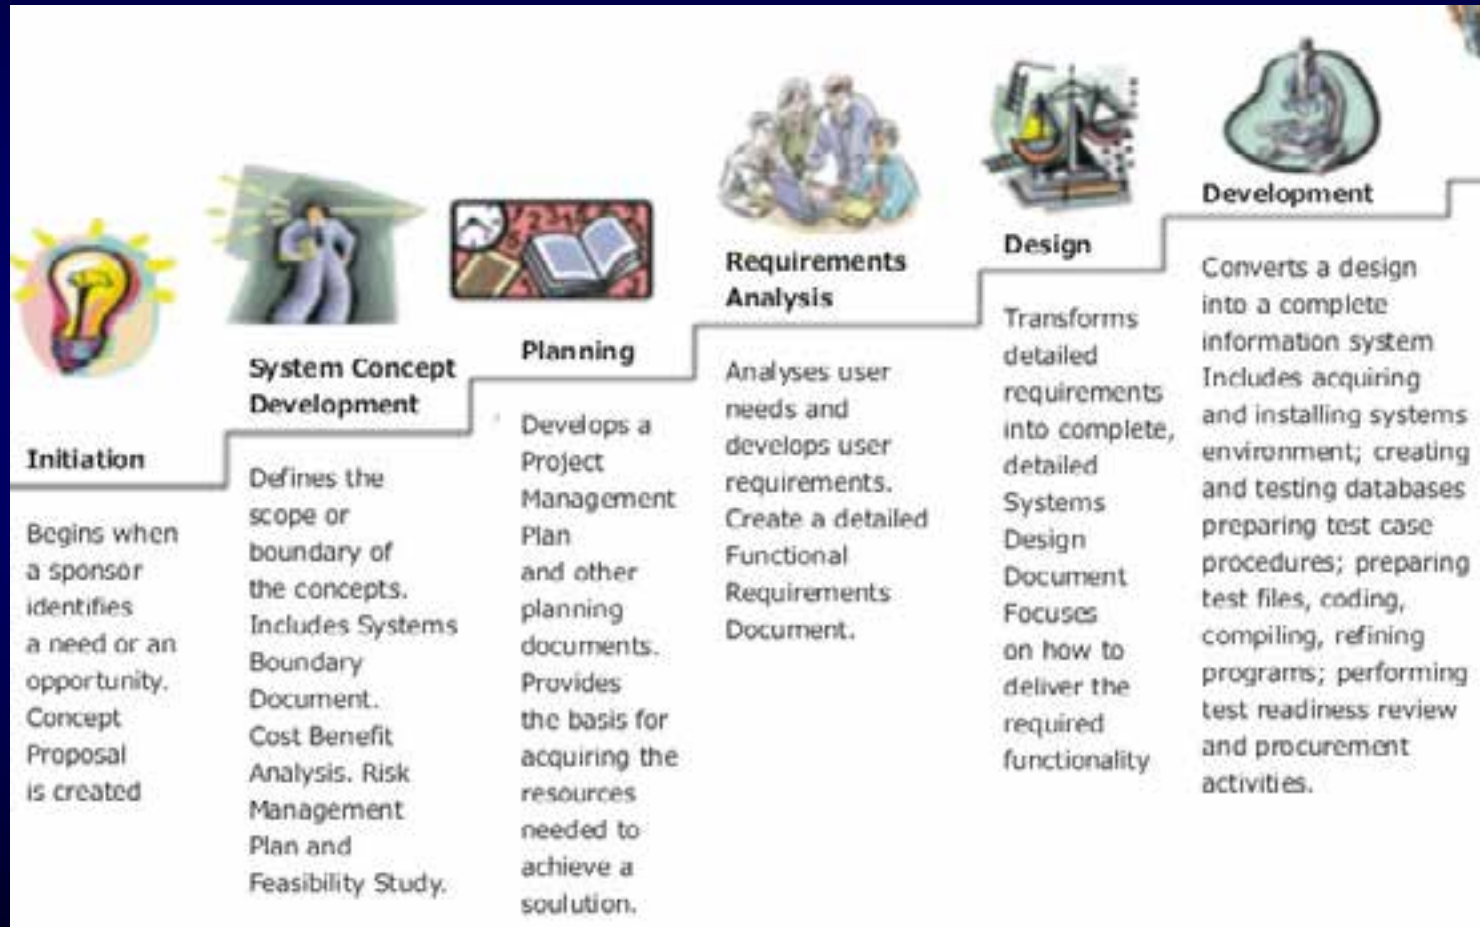 Initiation
Begins when
a sponsor
identifies
a need or an
opportunity.
Concept
Proposal
is created
System Concept
Development
Defines the
scope or
boundary of
the concepts.
Includes Systems
Boundary
Document.
Cost Benefit
Analysis. Risk
Management
Plan and
Feasibility Study.
Planning
Develops a
Project
Management
Plan
and other
planning
documents.
Provides
the basis for
acquiring the
resources
needed to
achieve a
soulution.
Requirements
Analysis
Analyses user
needs and
develops user
requirements.
Create a detailed
Functional
Requirements
Document.
Design
Transforms
detailed
requirements
into complete,
detailed
Systems
Design
Document
Focuses
on how to
deliver the
required
functionality
Development
Converts a design
into a complete
information system
Includes acquiring
and installing systems
environment; creating
and testing databases
preparing test case
procedures; preparing
test files, coding,
compiling, refining
programs; performing
test readiness review
and procurement
activities.